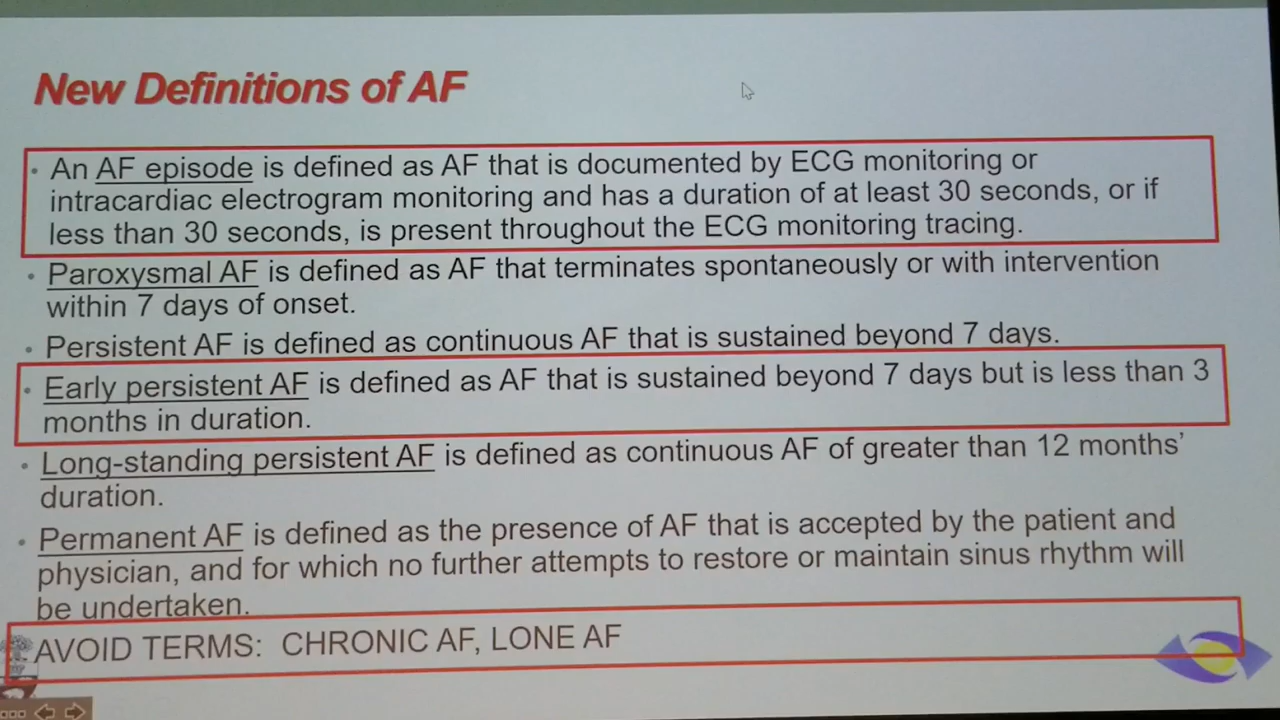 New Definitions of AF
• An AF episode is defined as AF that is documented by ECG monitoring or
intracardiac electrogram monitoring and has a duration of at least 30 seconds, or if
less than 30 seconds, is present throughout the ECG monitoring tracing.
• Paroxysmal AF is defined as AF that terminates spontaneously or with intervention
within 7 days of onset.
• Persistent AF is defined as continuous AF that is sustained beyond 7 days.
• Early persistent AF is defined as AF that is sustained beyond 7 days but is less than 3
months in duration.
• Long-standing persistent AF is defined as continuous AF of greater than 12 months’
duration.
• Permanent AF is defined as the presence of AF that is accepted by the patient and
physician, and for which no further attempts to restore or maintain sinus rhythm will
be undertaken.
AVOID TERMS: CHRONIC AF, LONE AF